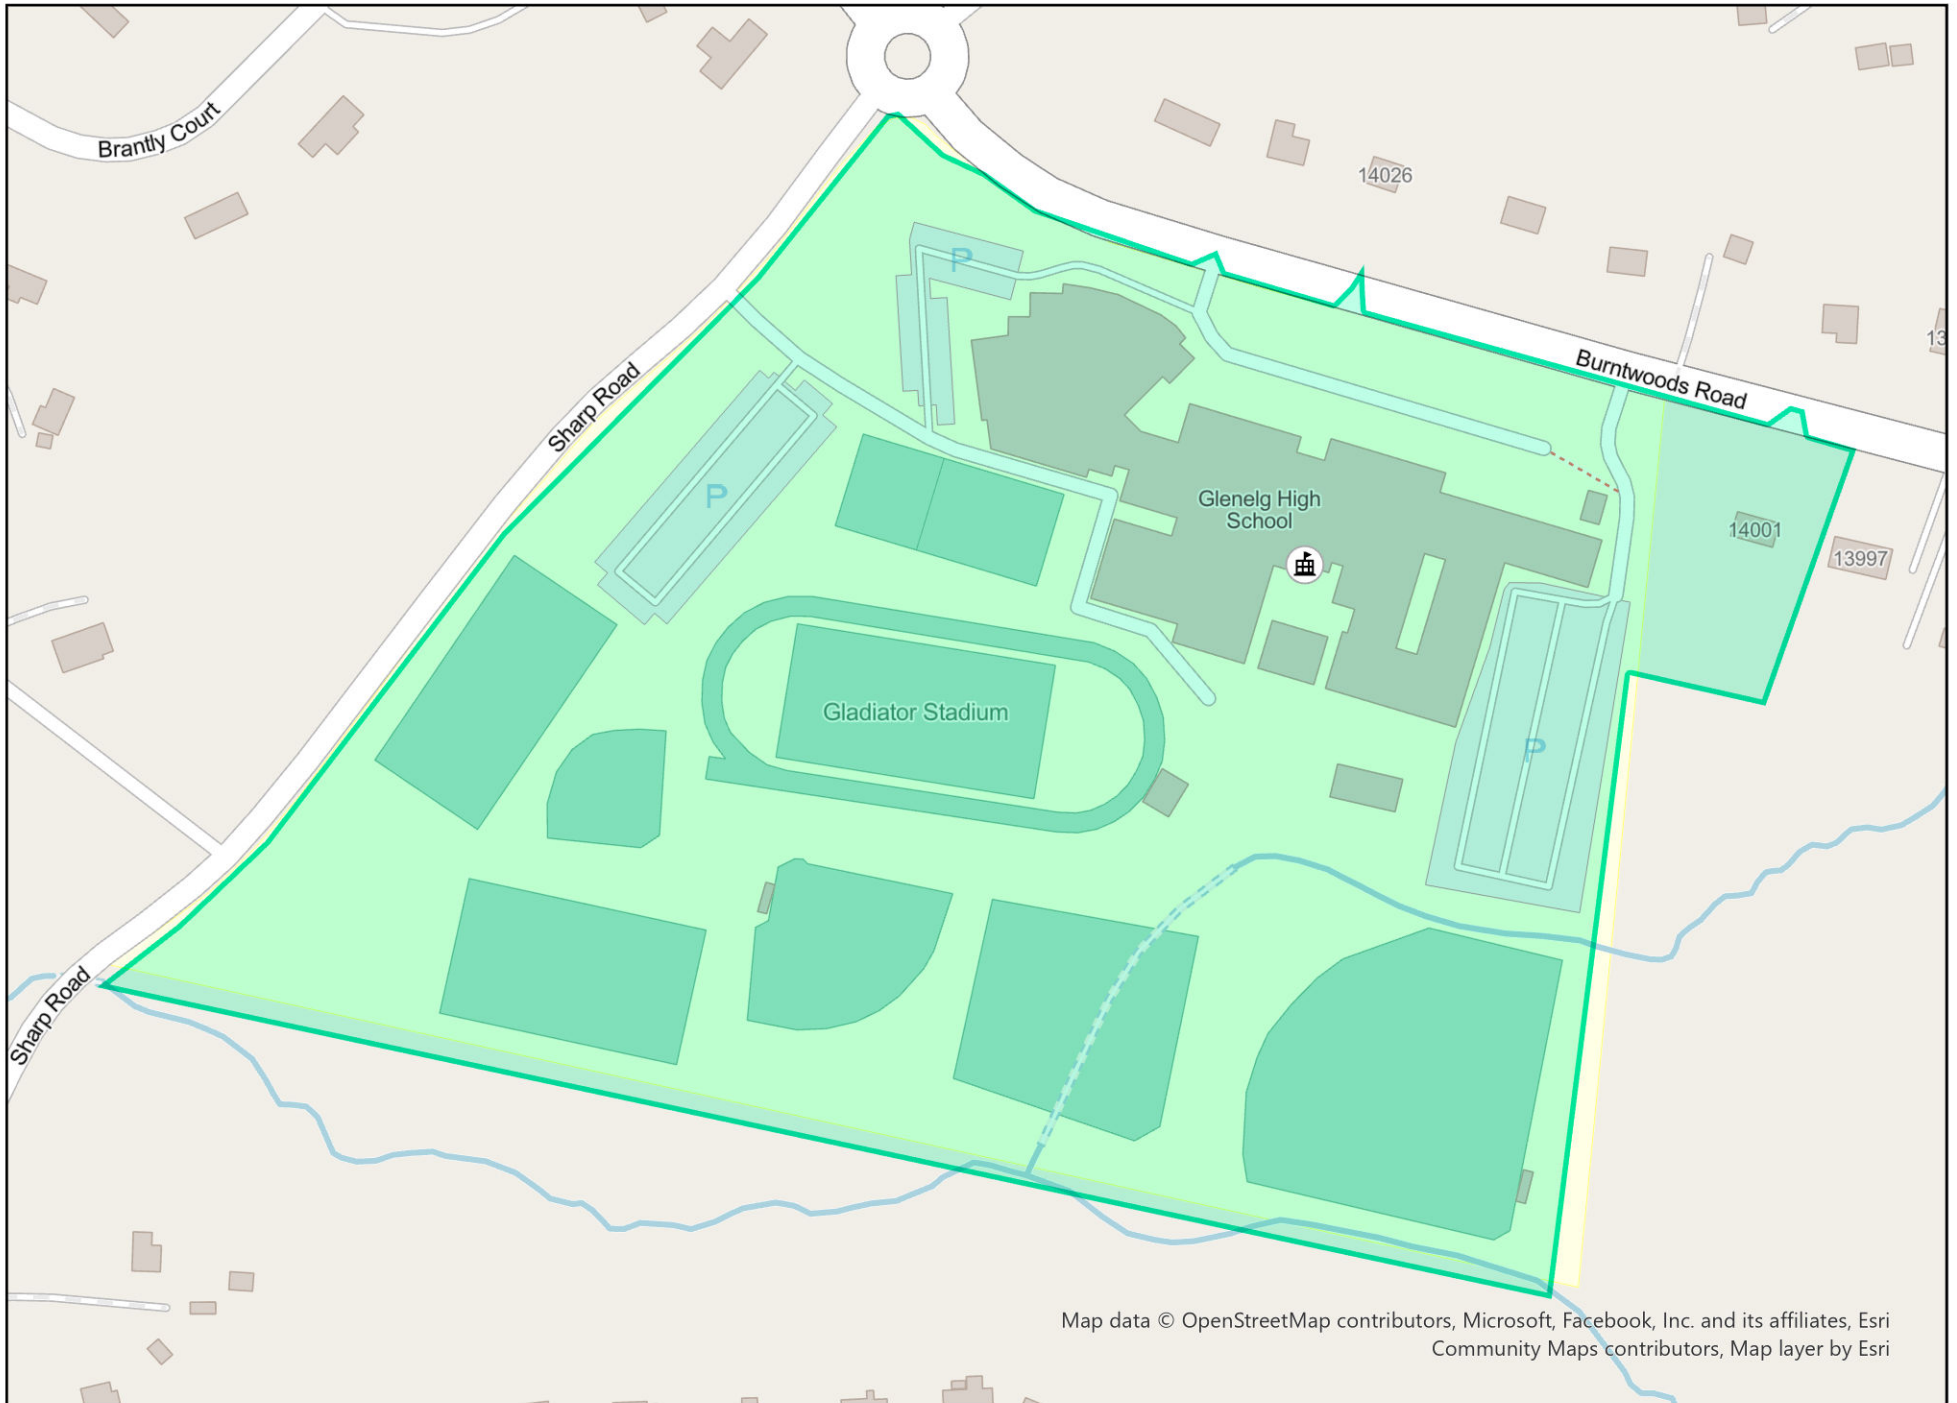 Brantly Court
14026
P
13
Burntwoods Road
Sharp Road
P
Glenelg High
School
14001
13997
Gladiator Stadium
P
Sharp Road
Map data © OpenStreetMap contributors, Microsoft, Facebook, Inc. and its affiliates, Esri
Community Maps contributors, Map layer by Esri